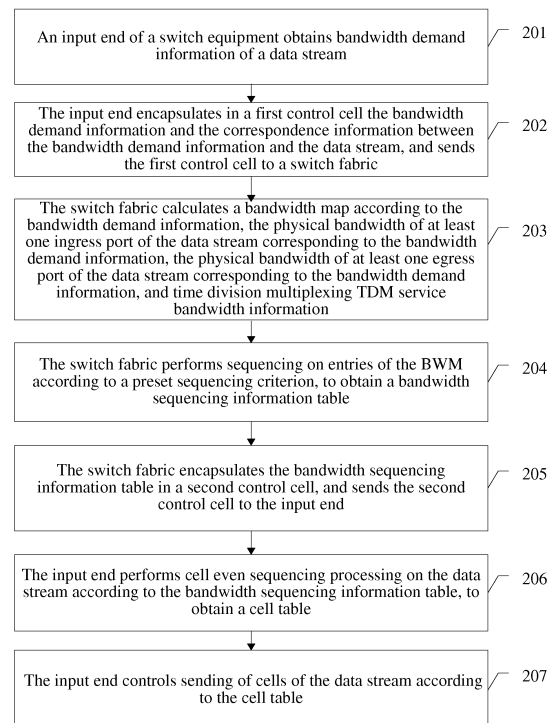 An input end of a switch equipment obtains bandwidth demand
information of a data stream
201
The input end encapsulates in a first control cell the bandwidth
demand information and the correspondence information between
the bandwidth demand information and the data stream, and sends
the first control cell to a switch fabric
202
The switch fabric calculates a bandwidth map according to the
bandwidth demand information, the physical bandwidth of at least
one ingress port of the data stream corresponding to the bandwidth
demand information, the physical bandwidth of at least one egress
port of the data stream corresponding to the bandwidth demand
information, and time division multiplexing TDM service
bandwidth information
203
The switch fabric performs sequencing on entries of the BWM
according to a preset sequencing criterion, to obtain a bandwidth
sequencing information table
204
The switch fabric encapsulates the bandwidth sequencing
information table in a second control cell, and sends the second
control cell to the input end
205
The input end performs cell even sequencing processing on the data
stream according to the bandwidth sequencing information table, to
obtain a cell table
206
The input end controls sending of cells of the data stream according
to the cell table
207